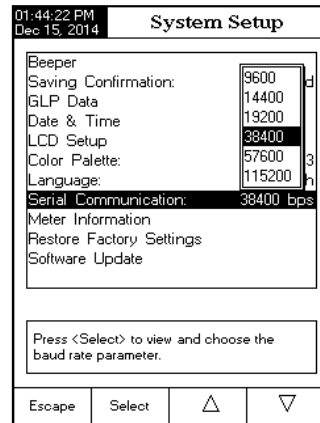 01:44:22 PM
Dec 15, 2014
System Setup
Beeper
Saving Confirmation:
GLP Data
Date & Time
LCD Setup
Color Palette:
Language:
Serial Communication: 38400 bps
Meter Information
Restore Factory Settings
Software Update
9600
14400
19200
38400
57600
115200
d
3
h
Press <Select> to view and choose the
baud rate parameter.
Escape Select △ ▽